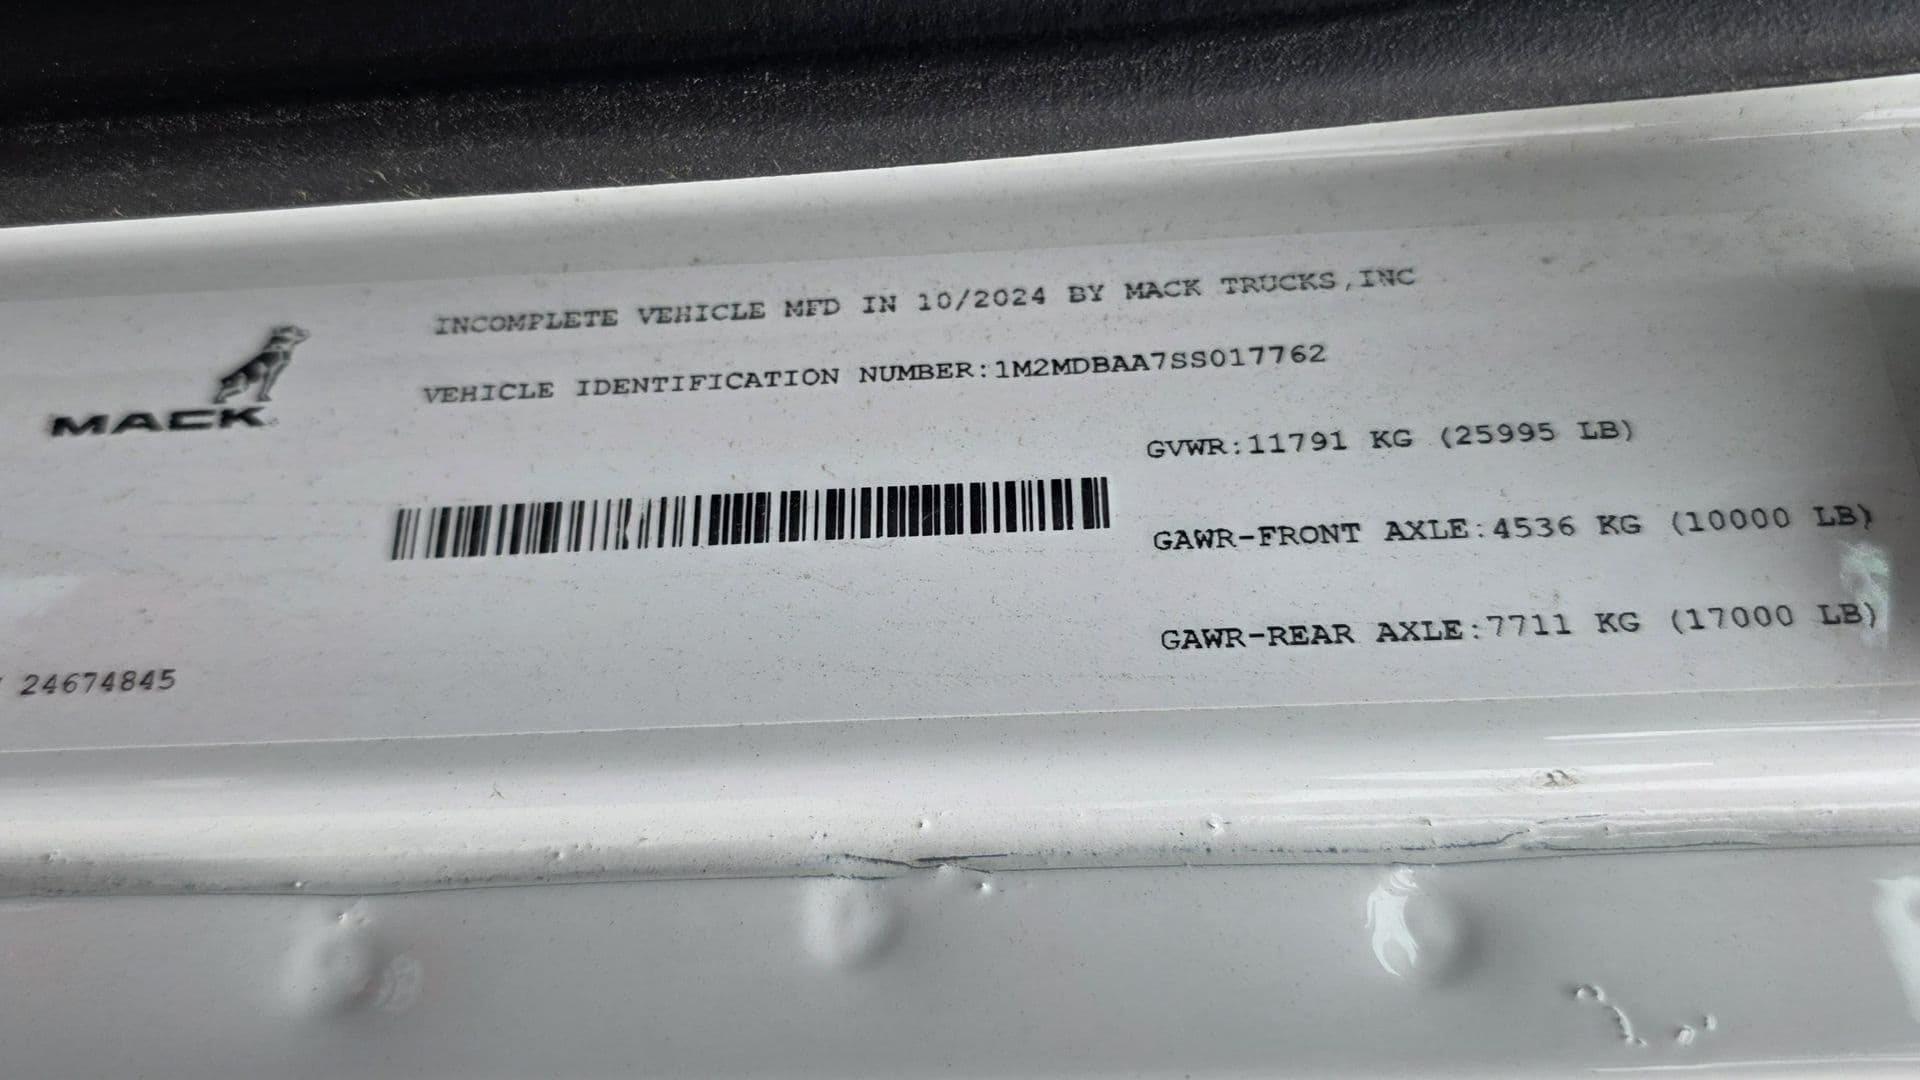 INCOMPLETE VEHICLE MFD IN 10/2024 BY MACK TRUCKS,INC
MACK
VEHICLE IDENTIFICATION NUMBER:1M2MDBAA7SS017762
GVWR:11791 KG (25995 LB)
GAWR-FRONT AXLE:4536 KG (10000 LB)
GAWR-REAR AXLE:7711 KG (17000 LB)
24674845